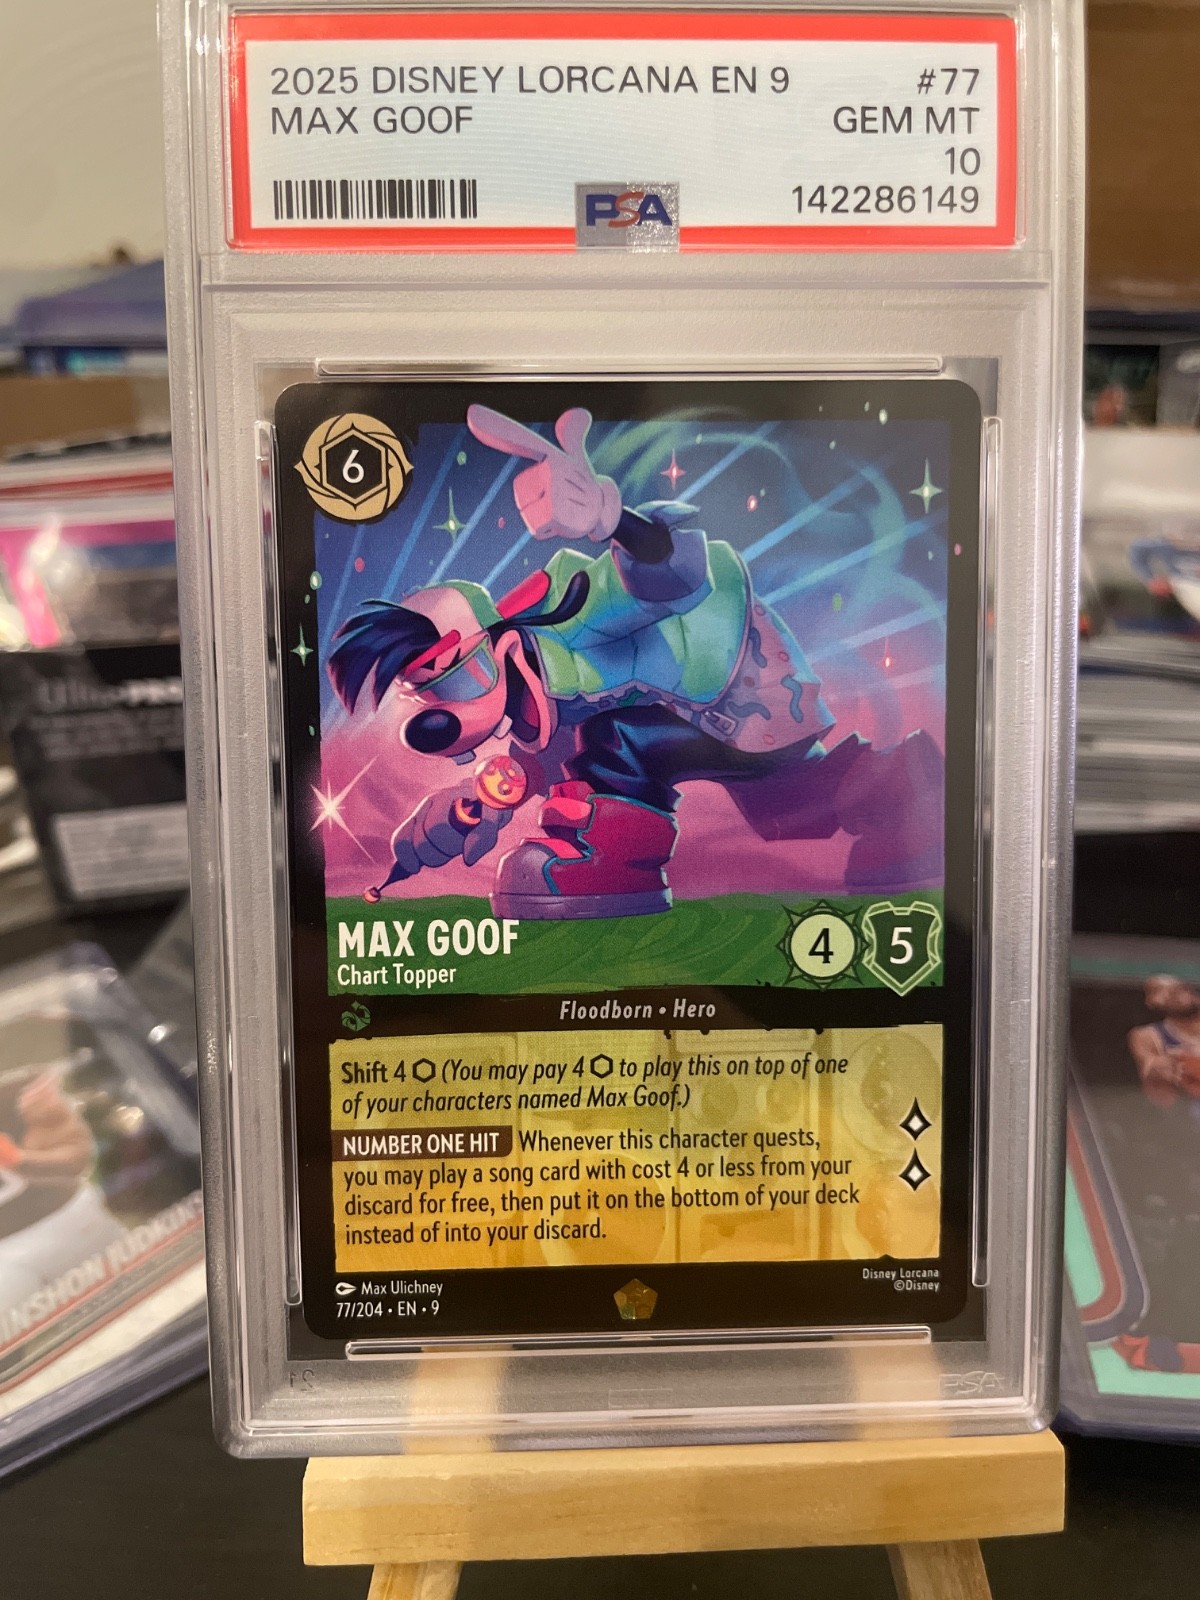 2025 DISNEY LORCANA EN 9 #77
MAX GOOF GEM MT
10
142286149
PSA
6
MAX GOOF
Chart Topper
4 5
Floodborn • Hero
Shift 4 ⬡ (You may pay 4 ⬡ to play this on top of one
of your characters named Max Goof.)
NUMBER ONE HIT Whenever this character quests,
you may play a song card with cost 4 or less from your
discard for free, then put it on the bottom of your deck
instead of into your discard.
Max Ulichney
77/204 • EN • 9
Disney Lorcana
©Disney
PSA